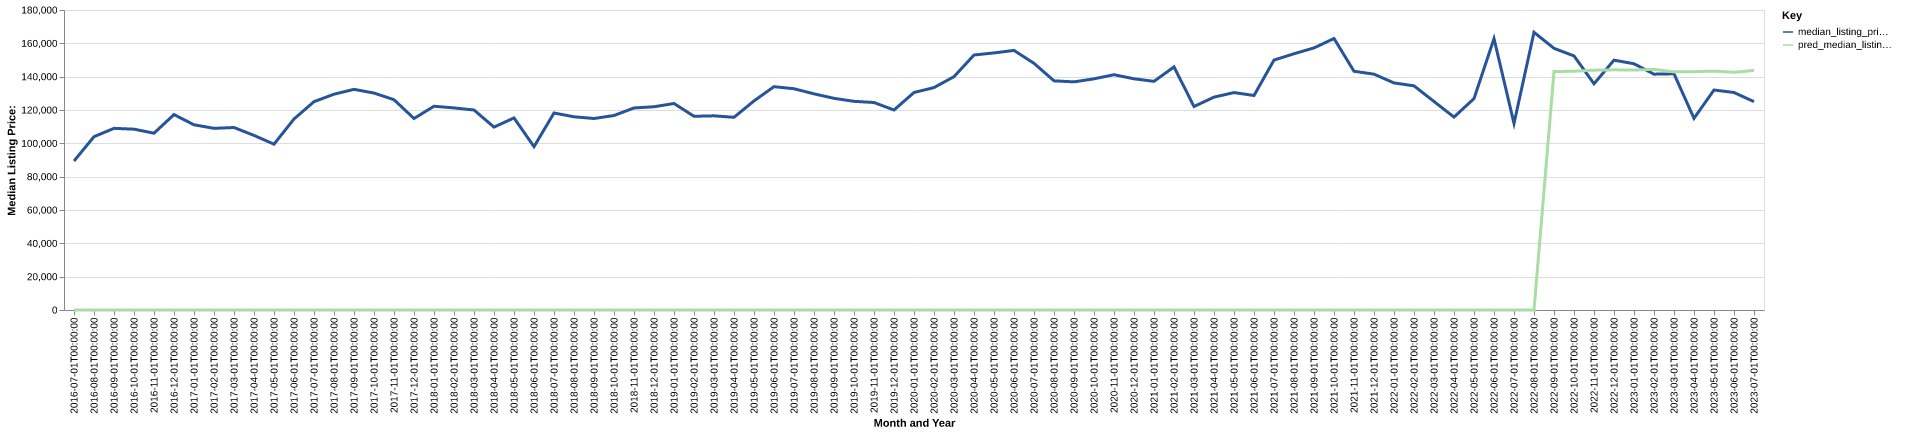 180,000
160,000
140,000
120,000
100,000
80,000
60,000
40,000
20,000
0
Median Listing Price:
2016-07-01T00:00:00
2016-08-01T00:00:00
2016-09-01T00:00:00
2016-10-01T00:00:00
2016-11-01T00:00:00
2016-12-01T00:00:00
2017-01-01T00:00:00
2017-02-01T00:00:00
2017-03-01T00:00:00
2017-04-01T00:00:00
2017-05-01T00:00:00
2017-06-01T00:00:00
2017-07-01T00:00:00
2017-08-01T00:00:00
2017-09-01T00:00:00
2017-10-01T00:00:00
2017-11-01T00:00:00
2017-12-01T00:00:00
2018-01-01T00:00:00
2018-02-01T00:00:00
2018-03-01T00:00:00
2018-04-01T00:00:00
2018-05-01T00:00:00
2018-06-01T00:00:00
2018-07-01T00:00:00
2018-08-01T00:00:00
2018-09-01T00:00:00
2018-10-01T00:00:00
2018-11-01T00:00:00
2018-12-01T00:00:00
2019-01-01T00:00:00
2019-02-01T00:00:00
2019-03-01T00:00:00
2019-04-01T00:00:00
2019-05-01T00:00:00
2019-06-01T00:00:00
2019-07-01T00:00:00
2019-08-01T00:00:00
2019-09-01T00:00:00
2019-10-01T00:00:00
2019-11-01T00:00:00
2019-12-01T00:00:00
2020-01-01T00:00:00
2020-02-01T00:00:00
2020-03-01T00:00:00
2020-04-01T00:00:00
2020-05-01T00:00:00
2020-06-01T00:00:00
2020-07-01T00:00:00
2020-08-01T00:00:00
2020-09-01T00:00:00
2020-10-01T00:00:00
2020-11-01T00:00:00
2020-12-01T00:00:00
2021-01-01T00:00:00
2021-02-01T00:00:00
2021-03-01T00:00:00
2021-04-01T00:00:00
2021-05-01T00:00:00
2021-06-01T00:00:00
2021-07-01T00:00:00
2021-08-01T00:00:00
2021-09-01T00:00:00
2021-10-01T00:00:00
2021-11-01T00:00:00
2021-12-01T00:00:00
2022-01-01T00:00:00
2022-02-01T00:00:00
2022-03-01T00:00:00
2022-04-01T00:00:00
2022-05-01T00:00:00
2022-06-01T00:00:00
2022-07-01T00:00:00
2022-08-01T00:00:00
2022-09-01T00:00:00
2022-10-01T00:00:00
2022-11-01T00:00:00
2022-12-01T00:00:00
2023-01-01T00:00:00
2023-02-01T00:00:00
2023-03-01T00:00:00
2023-04-01T00:00:00
2023-05-01T00:00:00
2023-06-01T00:00:00
2023-07-01T00:00:00
Month and Year
Key
median_listing_pri…
pred_median_listin…